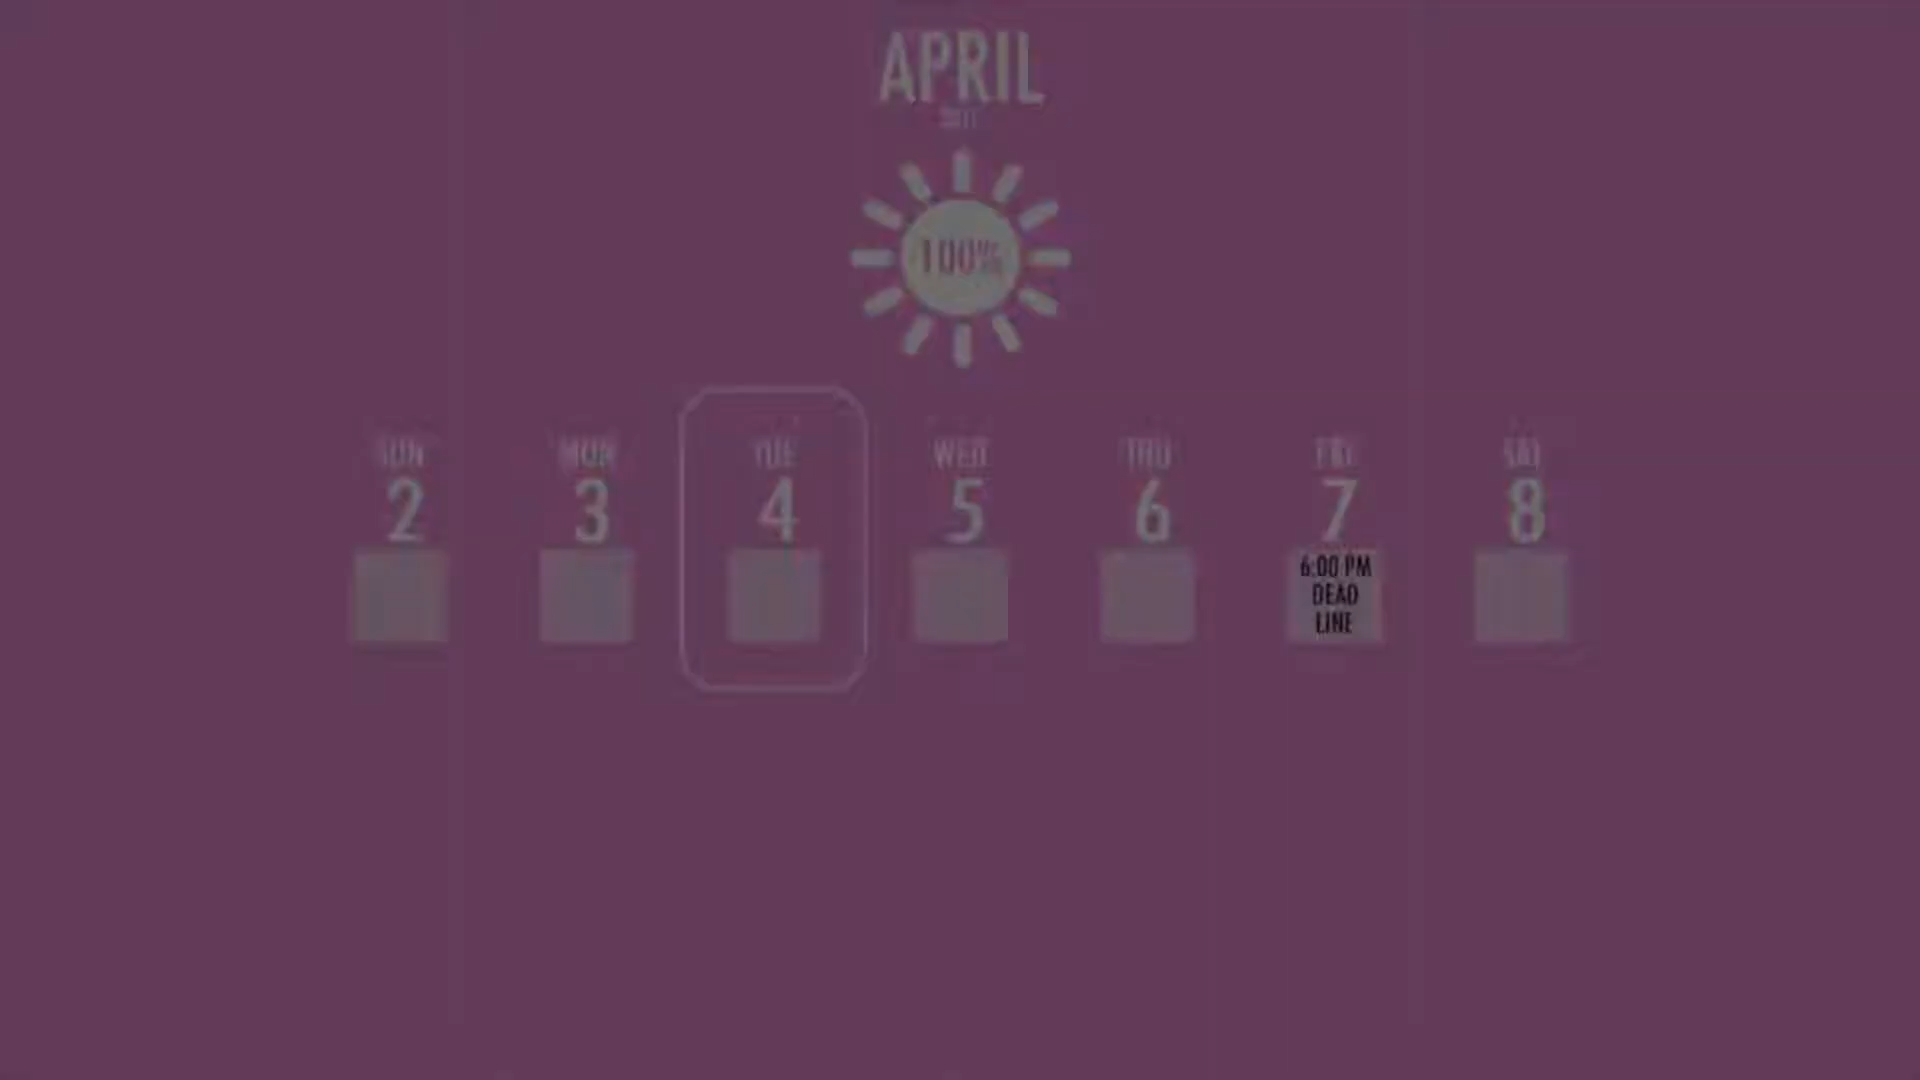 APRIL
100%
SUN MON TUE WED THU FRI SAT
2 3 4 5 6 7 8
6:00 PM
DEAD
LINE